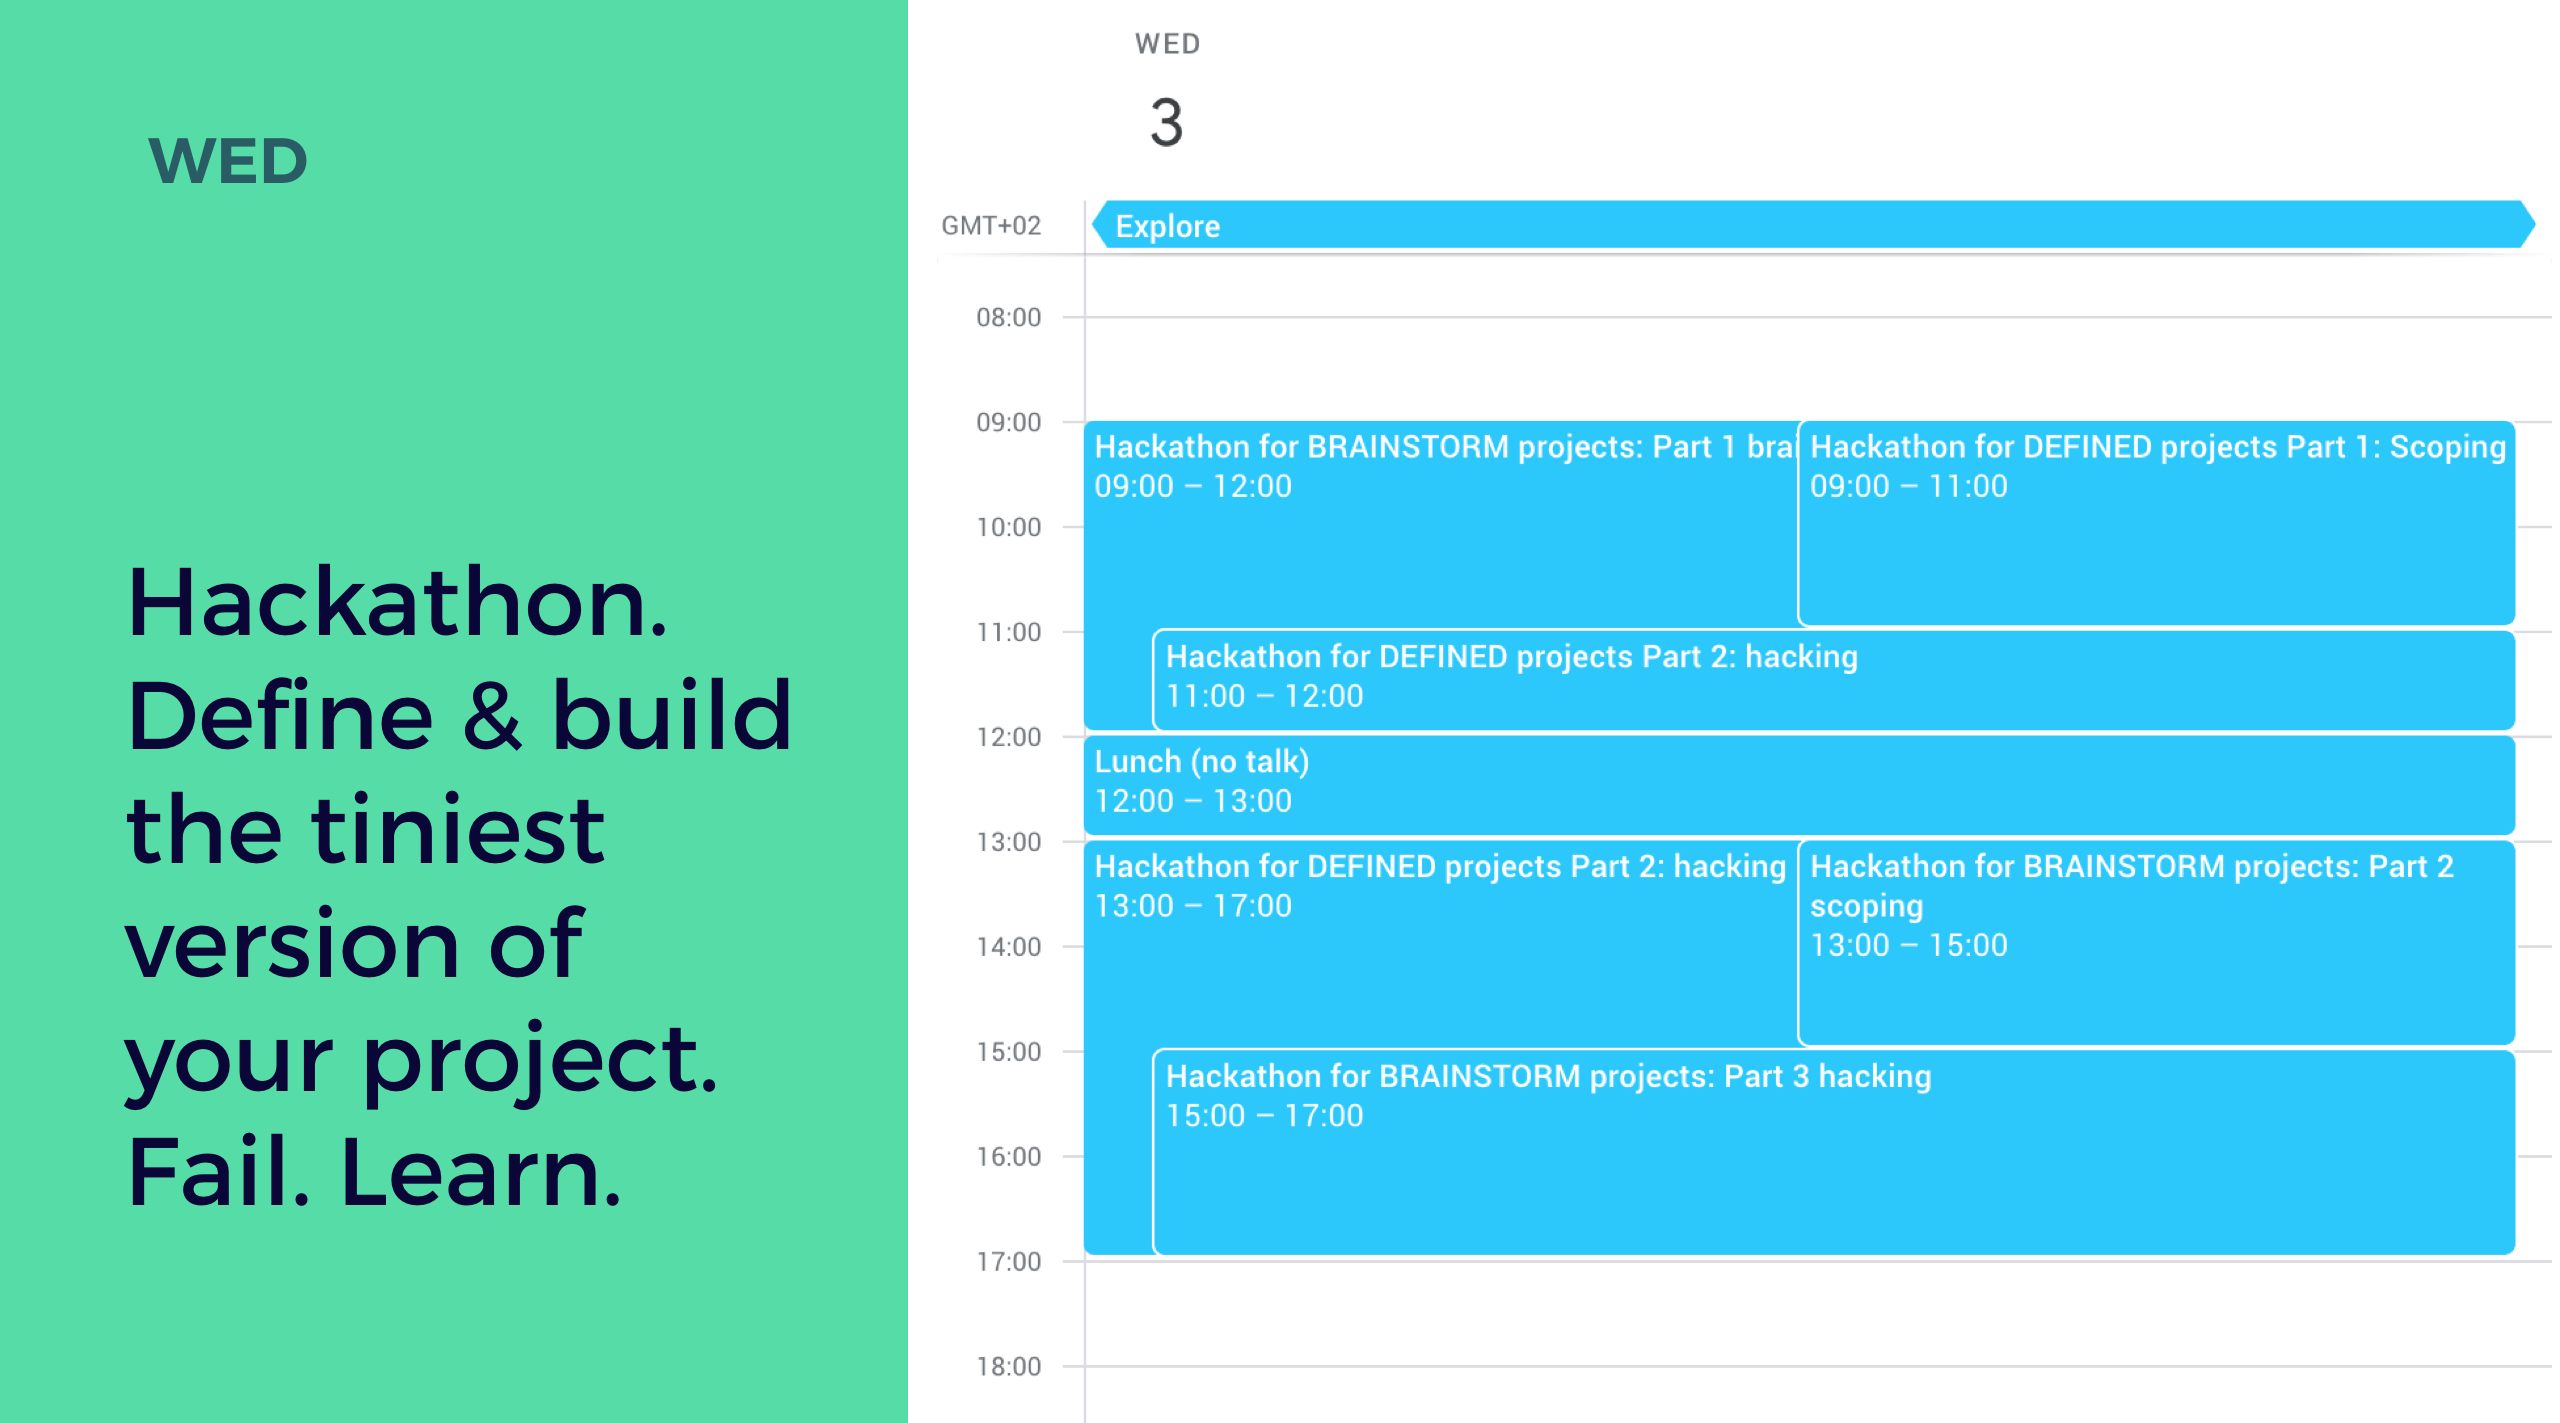 WED
Hackathon.
Define & build
the tiniest
version of
your project.
Fail. Learn.
WED
3
GMT+02
Explore
08:00
09:00
Hackathon for BRAINSTORM projects: Part 1 brai
09:00 – 12:00
Hackathon for DEFINED projects Part 1: Scoping
09:00 – 11:00
10:00
11:00
Hackathon for DEFINED projects Part 2: hacking
11:00 – 12:00
12:00
Lunch (no talk)
12:00 – 13:00
13:00
Hackathon for DEFINED projects Part 2: hacking
13:00 – 17:00
Hackathon for BRAINSTORM projects: Part 2
scoping
13:00 – 15:00
14:00
15:00
Hackathon for BRAINSTORM projects: Part 3 hacking
15:00 – 17:00
16:00
17:00
18:00